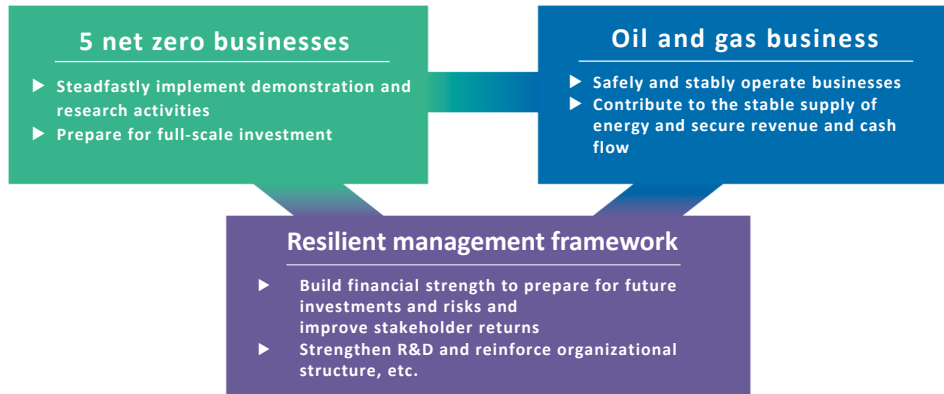 5 net zero businesses
▶ Steadfastly implement demonstration and
research activities
▶ Prepare for full-scale investment
Oil and gas business
▶ Safely and stably operate businesses
▶ Contribute to the stable supply of
energy and secure revenue and cash
flow
Resilient management framework
▶ Build financial strength to prepare for future
investments and risks and
improve stakeholder returns
▶ Strengthen R&D and reinforce organizational
structure, etc.